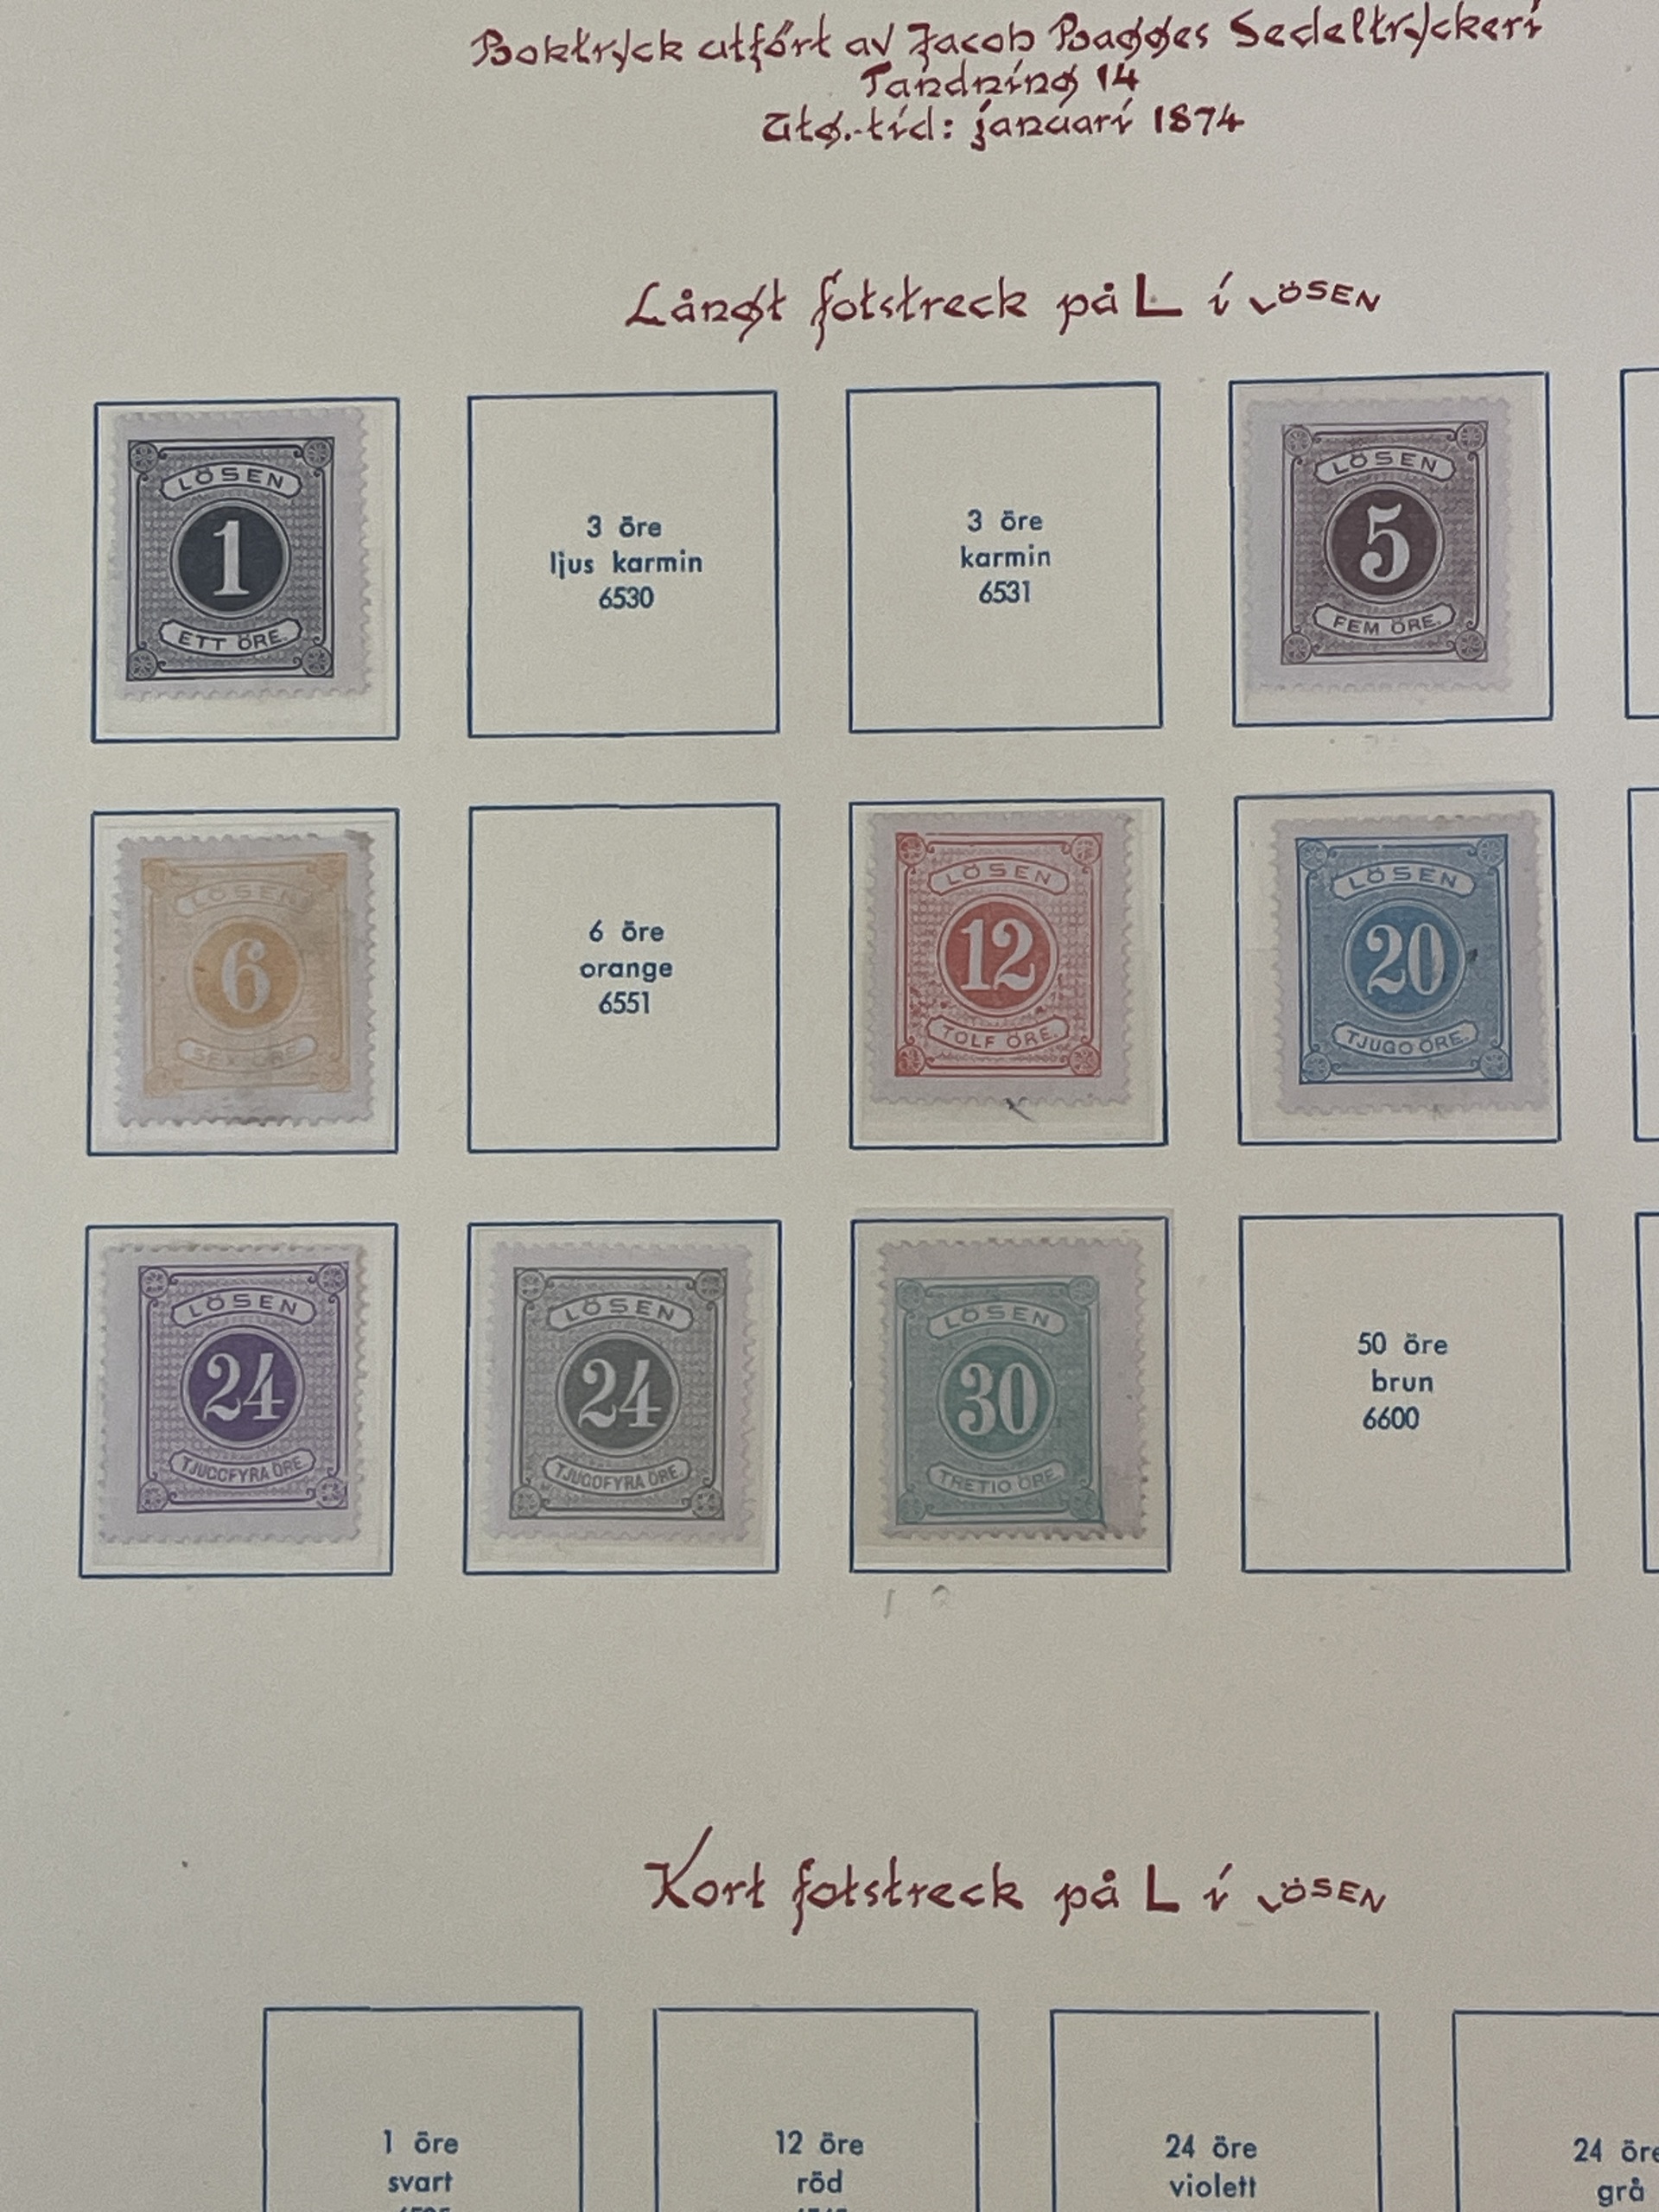 Boktryck utfört av Jacob Bagges Sedeltryckeri
Tandning 14
Utg.-tid: januari 1874
Långt fotstreck på L i LÖSEN
LÖSEN
1
ETT ÖRE.
3 öre
ljus karmin
6530
3 öre
karmin
6531
LÖSEN
5
FEM ÖRE.
LÖSEN
6
SEX ÖRE.
6 öre
orange
6551
LÖSEN
12
TOLF ÖRE.
LÖSEN
20
TJUGO ÖRE.
LÖSEN
24
TJUGOFYRA ÖRE.
LÖSEN
24
TJUGOFYRA ÖRE.
LÖSEN
30
TRETIO ÖRE.
50 öre
brun
6600
Kort fotstreck på L i LÖSEN
1 öre
svart
12 öre
röd
24 öre
violett
24 öre
grå